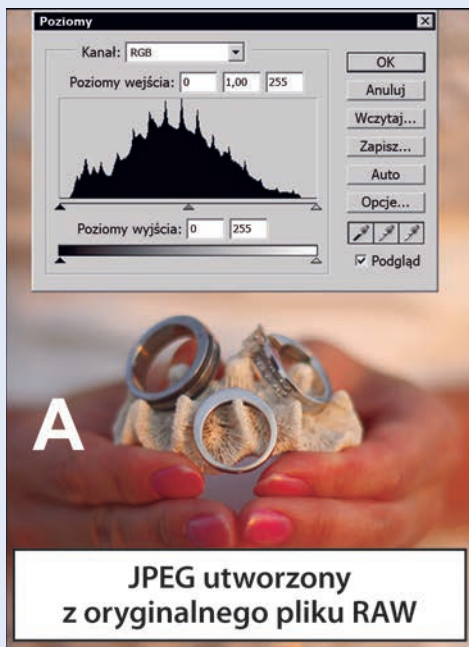 Poziomy
Kanał: RGB
Poziomy wejścia: 0 1,00 255
Poziomy wyjścia: 0 255
OK
Anuluj
Wczytaj...
Zapisz...
Auto
Opcje...
Podgląd
A
JPEG utworzony
z oryginalnego pliku RAW